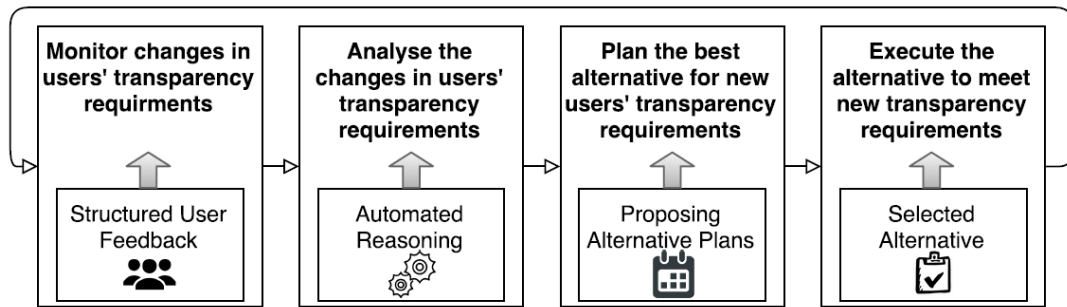 Monitor changes in
users' transparency
requirments
Structured User
Feedback
Analyse the
changes in users'
transparency
requirements
Automated
Reasoning
Plan the best
alternative for new
users' transparency
requirements
Proposing
Alternative Plans
Execute the
alternative to meet
new transparency
requirements
Selected
Alternative